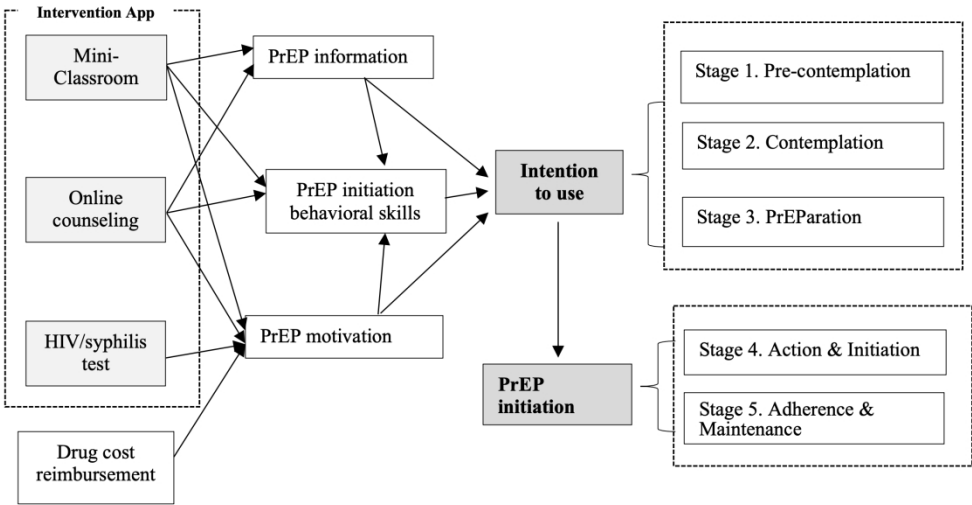 Intervention App
Mini-
Classroom
Online
counseling
HIV/syphilis
test
Drug cost
reimbursement
PrEP information
PrEP initiation
behavioral skills
PrEP motivation
Intention
to use
PrEP
initiation
Stage 1. Pre-contemplation
Stage 2. Contemplation
Stage 3. PrEParation
Stage 4. Action & Initiation
Stage 5. Adherence &
Maintenance